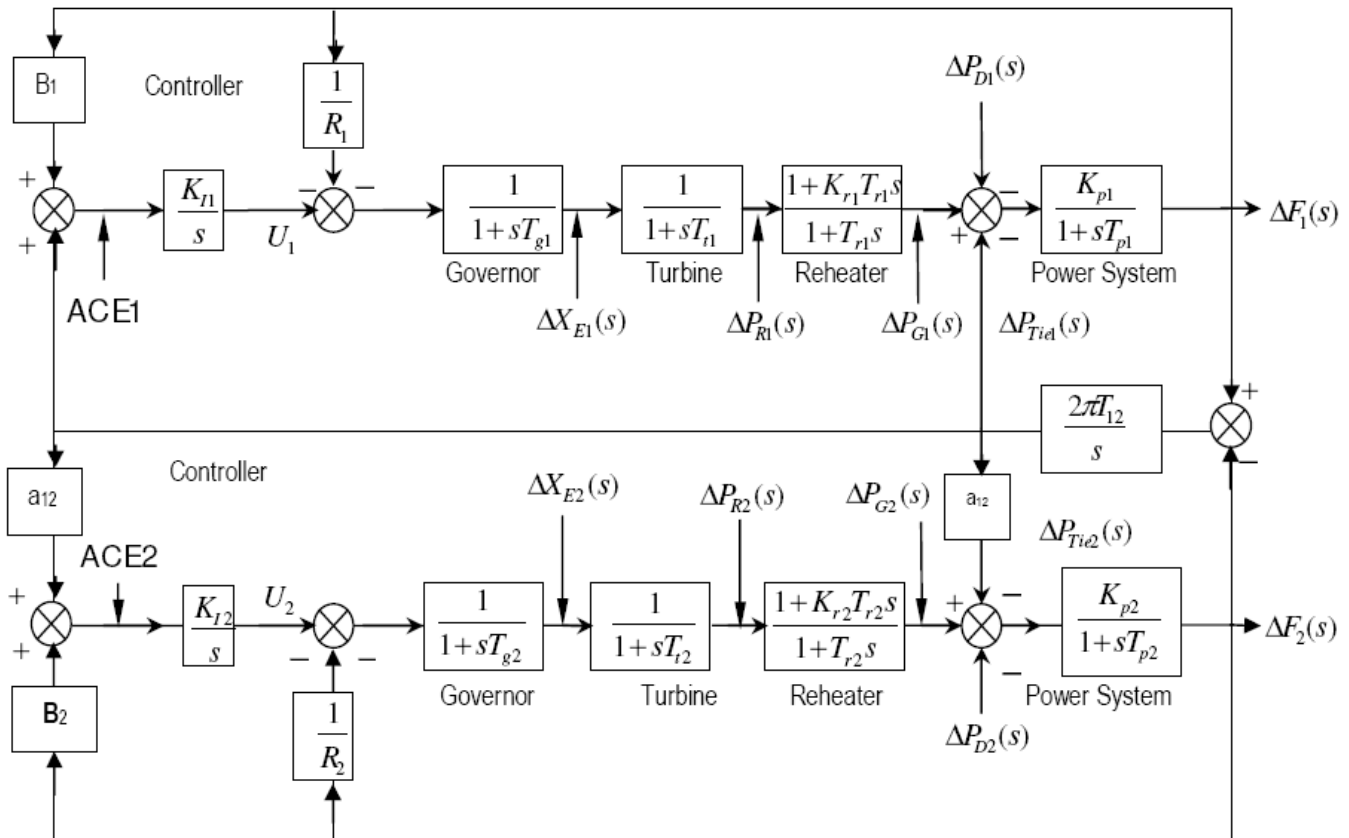 B1
Controller
1
R1
ΔPD1(s)
+
+
KI1
s
U1
−
−
1
1+sTg1
Governor
1
1+sTt1
Turbine
1+Kr1Tr1s
1+Tr1s
Reheater
−
+
−
Kp1
1+sTp1
Power System
ΔF1(s)
ACE1
ΔXE1(s)
ΔPR1(s)
ΔPG1(s)
ΔPTie1(s)
2πT12
s
+
−
a12
Controller
ΔXE2(s)
ΔPR2(s)
ΔPG2(s)
a12
ΔPTie2(s)
ACE2
+
+
KI2
s
U2
−
−
1
1+sTg2
Governor
1
1+sTt2
Turbine
1+Kr2Tr2s
1+Tr2s
Reheater
+
−
−
Kp2
1+sTp2
Power System
ΔF2(s)
B2
1
R2
ΔPD2(s)